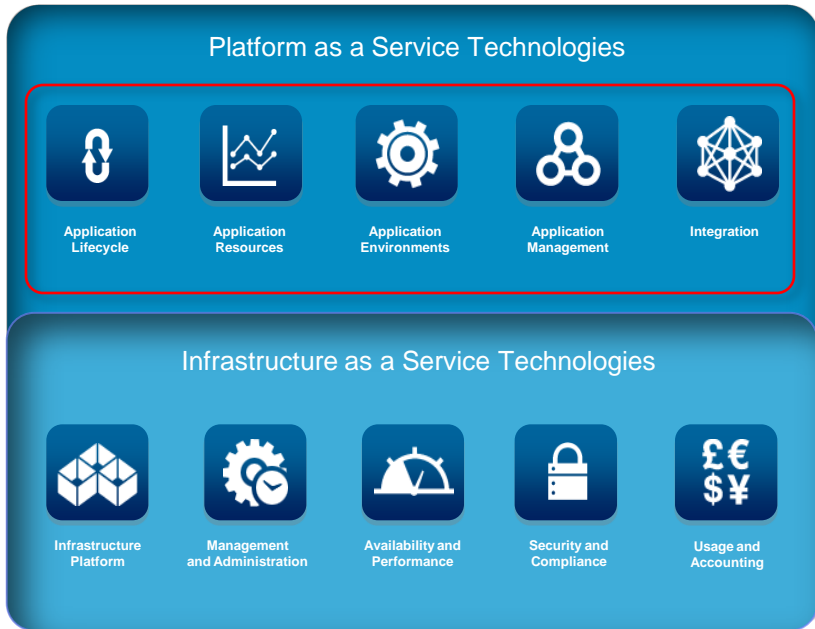 Platform as a Service Technologies
Application
Lifecycle
Application
Resources
Application
Environments
Application
Management
Integration
Infrastructure as a Service Technologies
Infrastructure
Platform
Management
and Administration
Availability and
Performance
Security and
Compliance
£€
$¥
Usage and
Accounting